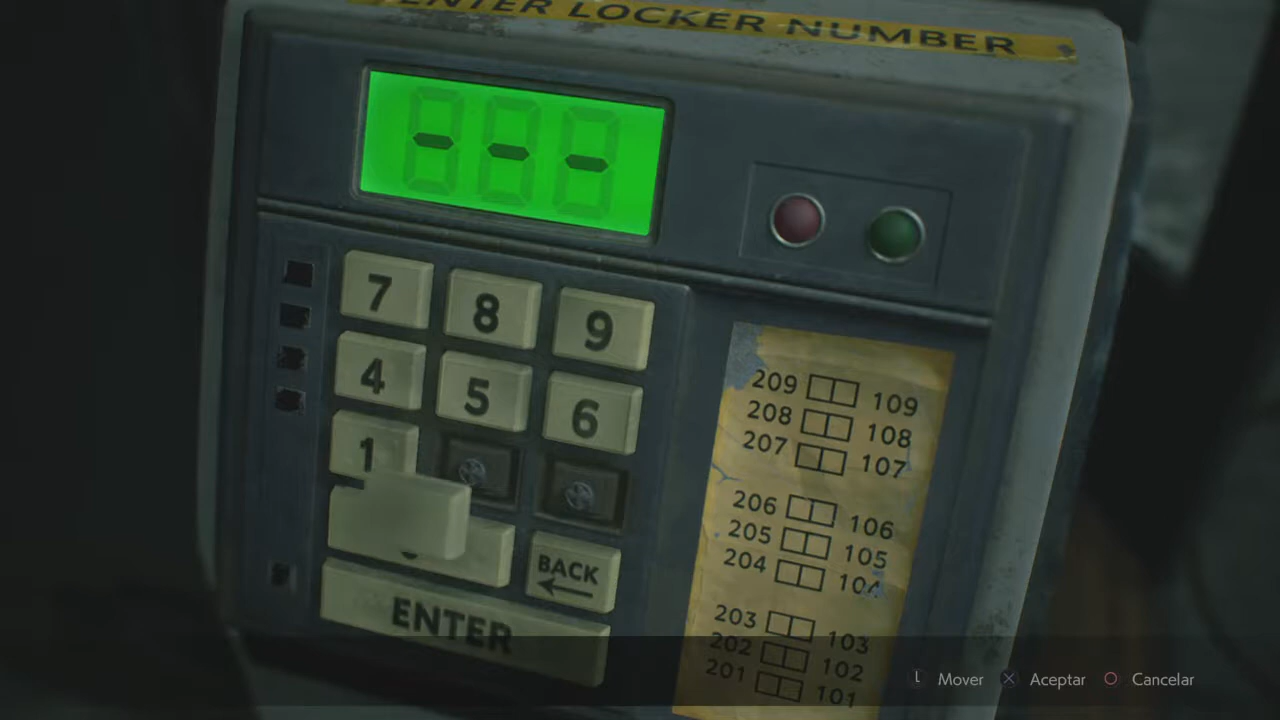 ENTER LOCKER NUMBER
---
7 8 9
4 5 6
1
BACK
ENTER
209 109
208 108
207 107
206 106
205 105
204 104
203 103
202 102
201 101
L Mover Aceptar Cancelar